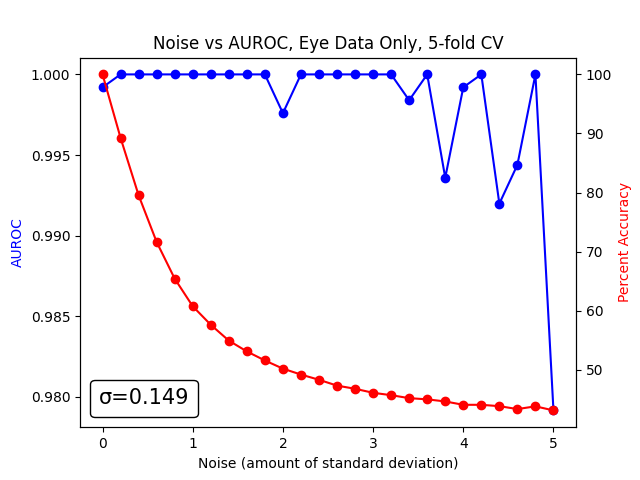 Noise vs AUROC, Eye Data Only, 5-fold CV
1.000
0.995
0.990
0.985
0.980
AUROC
100
90
80
70
60
50
Percent Accuracy
σ=0.149
0 1 2 3 4 5
Noise (amount of standard deviation)